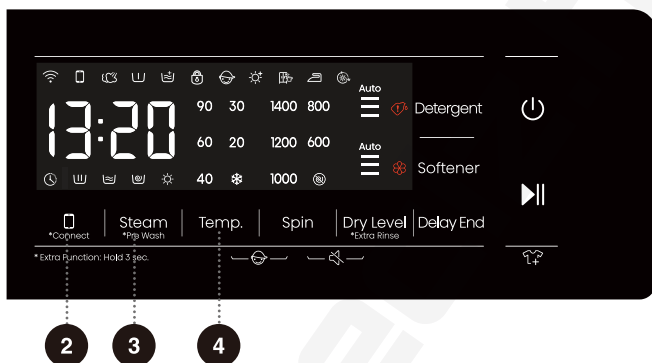 Auto
90 30 1400 800
Detergent
13:20
60 20 1200 600
Auto
Softener
40 1000
Steam Temp. Spin Dry Level Delay End
*Connect *Pre Wash *Extra Rinse
* Extra Function: Hold 3 sec.
2 3 4